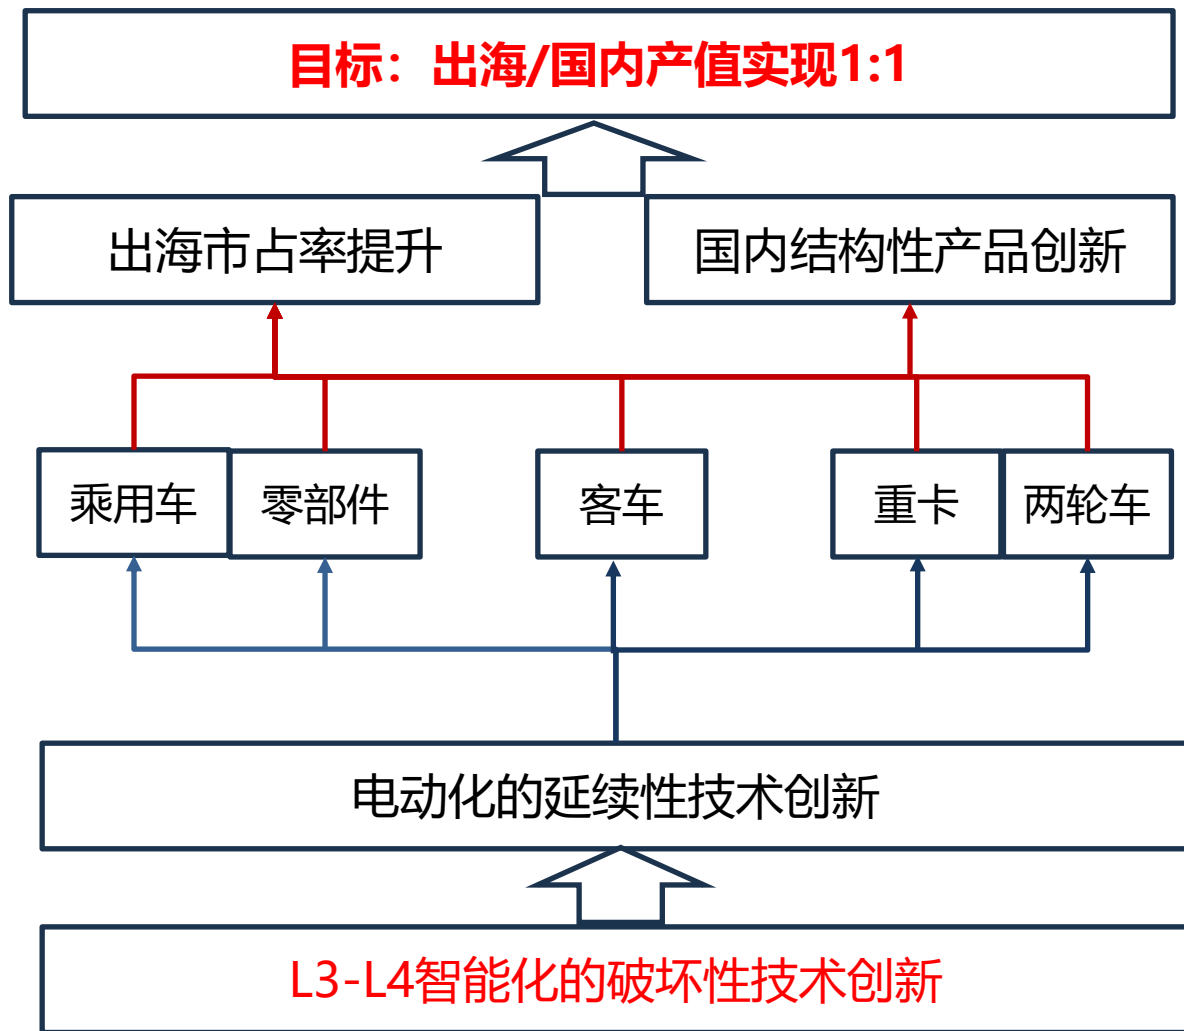 目标：出海/国内产值实现1:1
出海市占率提升
国内结构性产品创新
乘用车
零部件
客车
重卡
两轮车
电动化的延续性技术创新
L3-L4智能化的破坏性技术创新